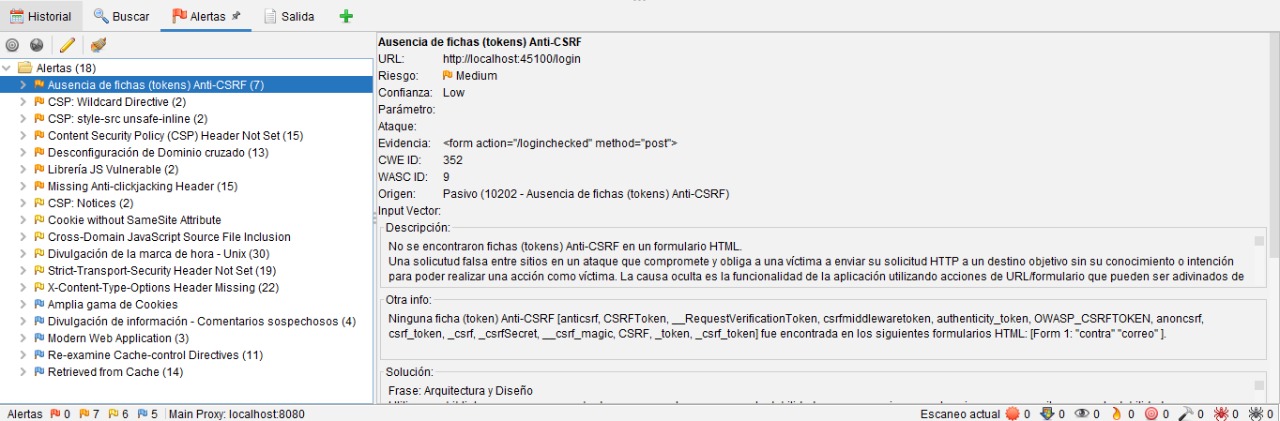 Historial
Buscar
Alertas
Salida
Alertas (18)
Ausencia de fichas (tokens) Anti-CSRF (7)
CSP: Wildcard Directive (2)
CSP: style-src unsafe-inline (2)
Content Security Policy (CSP) Header Not Set (15)
Desconfiguración de Dominio cruzado (13)
Librería JS Vulnerable (2)
Missing Anti-clickjacking Header (15)
CSP: Notices (2)
Cookie without SameSite Attribute
Cross-Domain JavaScript Source File Inclusion
Divulgación de la marca de hora - Unix (30)
Strict-Transport-Security Header Not Set (19)
X-Content-Type-Options Header Missing (22)
Amplia gama de Cookies
Divulgación de información - Comentarios sospechosos (4)
Modern Web Application (3)
Re-examine Cache-control Directives (11)
Retrieved from Cache (14)
Ausencia de fichas (tokens) Anti-CSRF
URL: http://localhost:45100/login
Riesgo: Medium
Confianza: Low
Parámetro:
Ataque:
Evidencia: <form action="/loginchecked" method="post">
CWE ID: 352
WASC ID: 9
Origen: Pasivo (10202 - Ausencia de fichas (tokens) Anti-CSRF)
Input Vector:
Descripción:
No se encontraron fichas (tokens) Anti-CSRF en un formulario HTML.
Una solicutud falsa entre sitios en un ataque que compromete y obliga a una víctima a enviar su solicitud HTTP a un destino objetivo sin su conocimiento o intención
para poder realizar una acción como víctima. La causa oculta es la funcionalidad de la aplicación utilizando acciones de URL/formulario que pueden ser adivinados de
Otra info:
Ninguna ficha (token) Anti-CSRF [anticsrf, CSRFToken, __RequestVerificationToken, csrfmiddlewaretoken, authenticity_token, OWASP_CSRFTOKEN, anoncsrf,
csrf_token, _csrf, _csrfSecret, __csrf_magic, CSRF, _token, _csrf_token] fue encontrada en los siguientes formularios HTML: [Form 1: "contra" "correo" ].
Solución:
Frase: Arquitectura y Diseño
Alertas 0 7 6 5 Main Proxy: localhost:8080
Escaneo actual 0 0 0 0 0 0 0 0